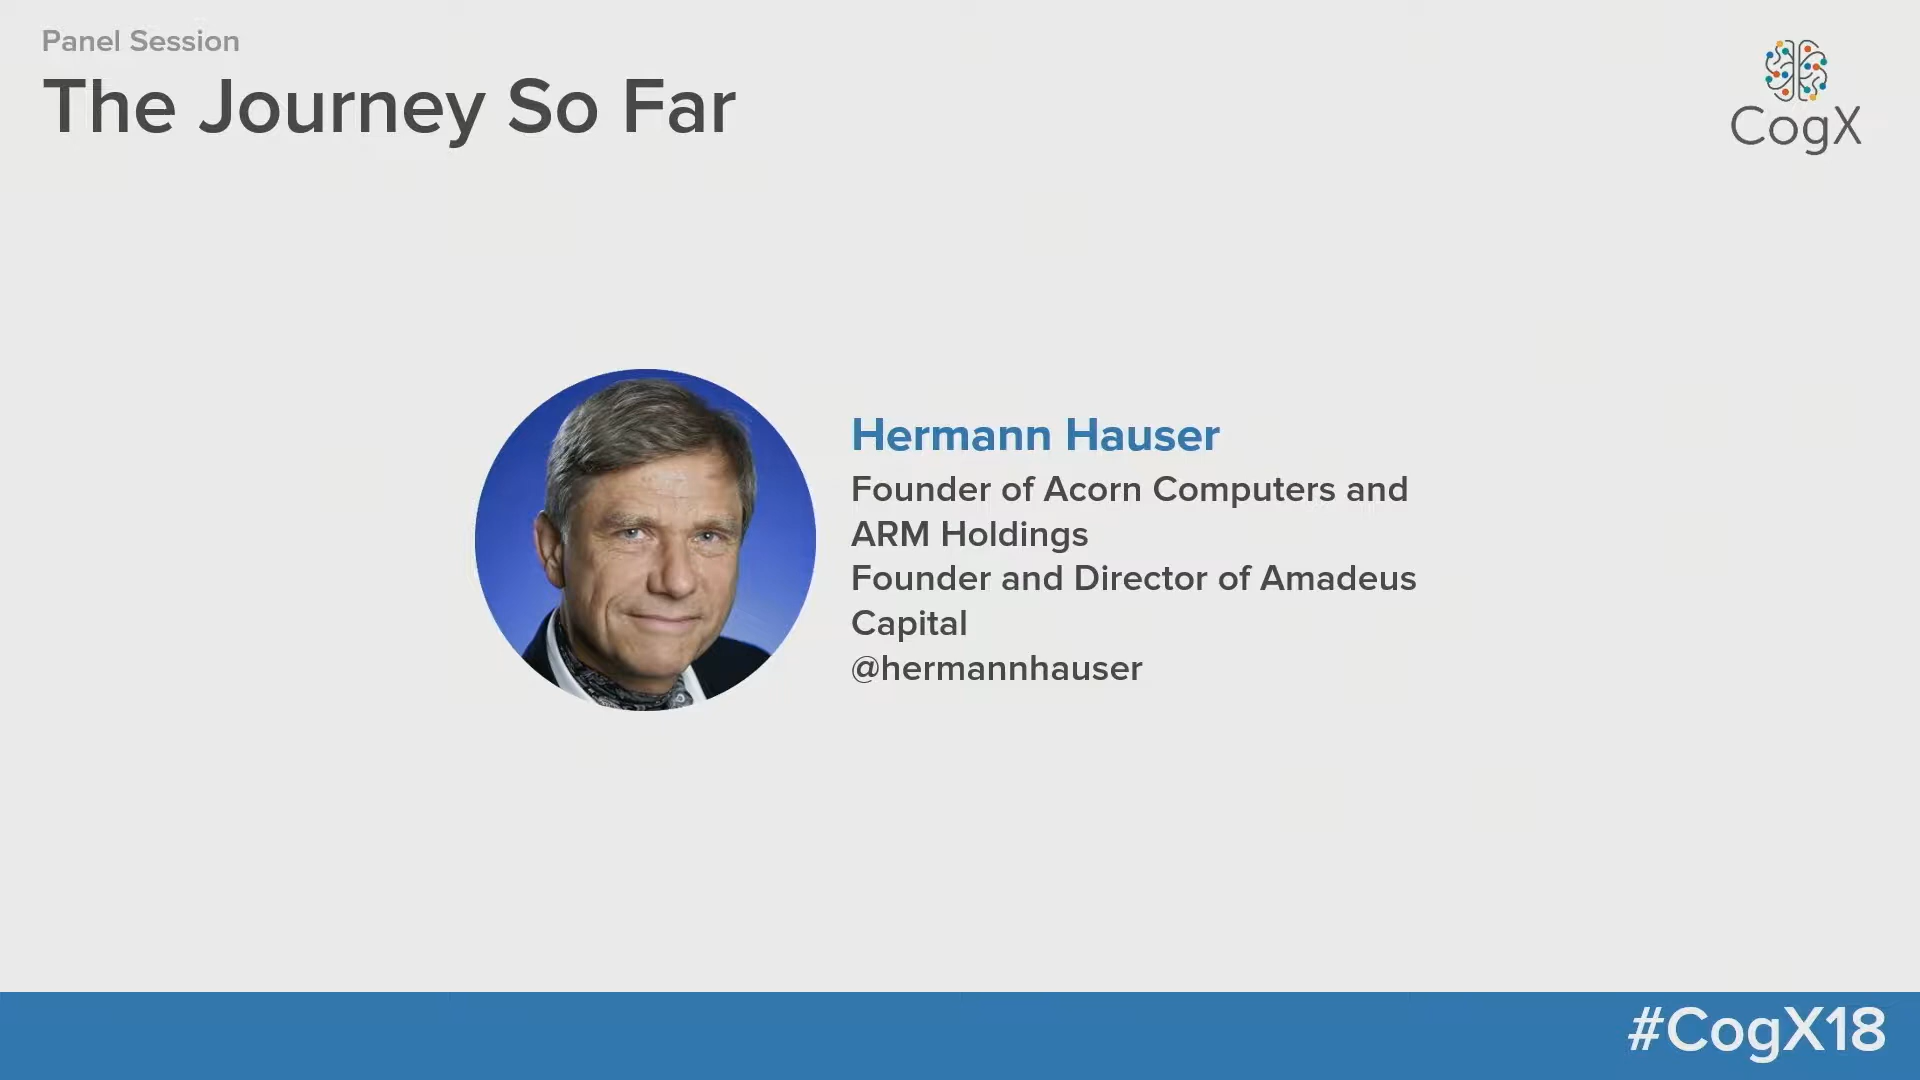 Panel Session
The Journey So Far
CogX
Hermann Hauser
Founder of Acorn Computers and
ARM Holdings
Founder and Director of Amadeus
Capital
@hermannhauser
#CogX18